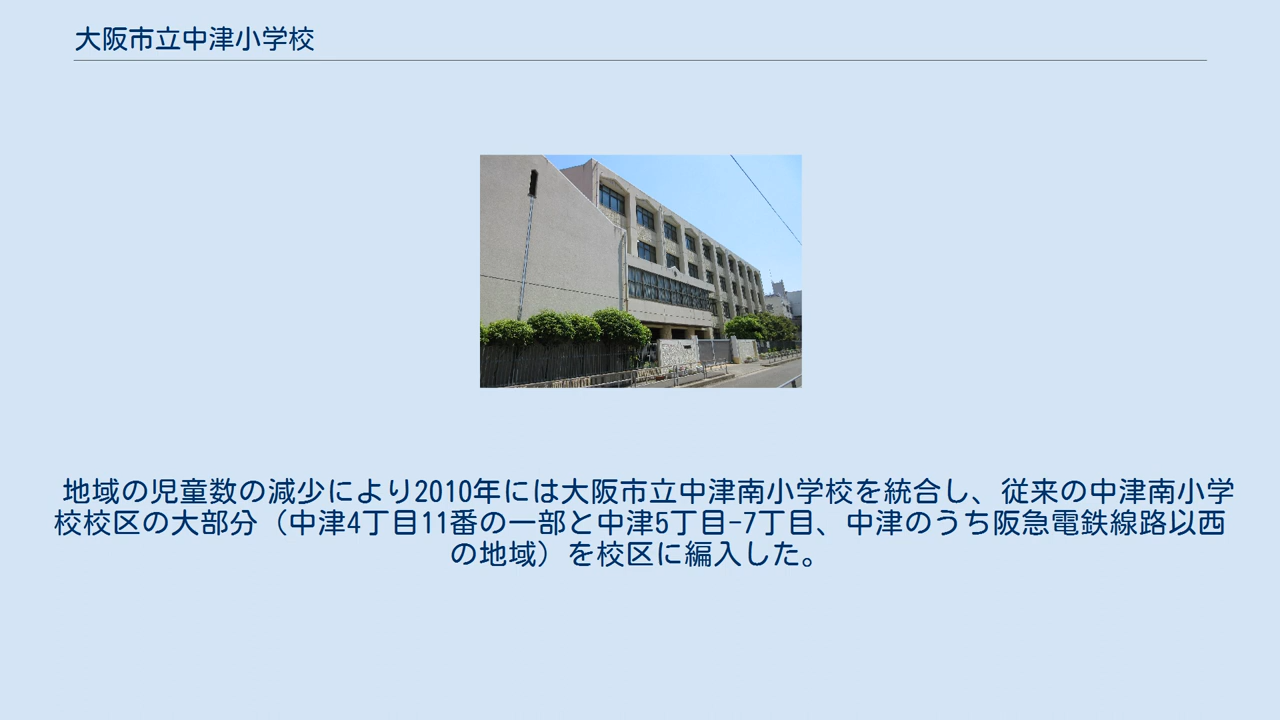 大阪市立中津小学校
地域の児童数の減少により2010年には大阪市立中津南小学校を統合し、従来の中津南小学
校校区の大部分（中津4丁目11番の一部と中津5丁目-7丁目、中津のうち阪急電鉄線路以西
の地域）を校区に編入した。